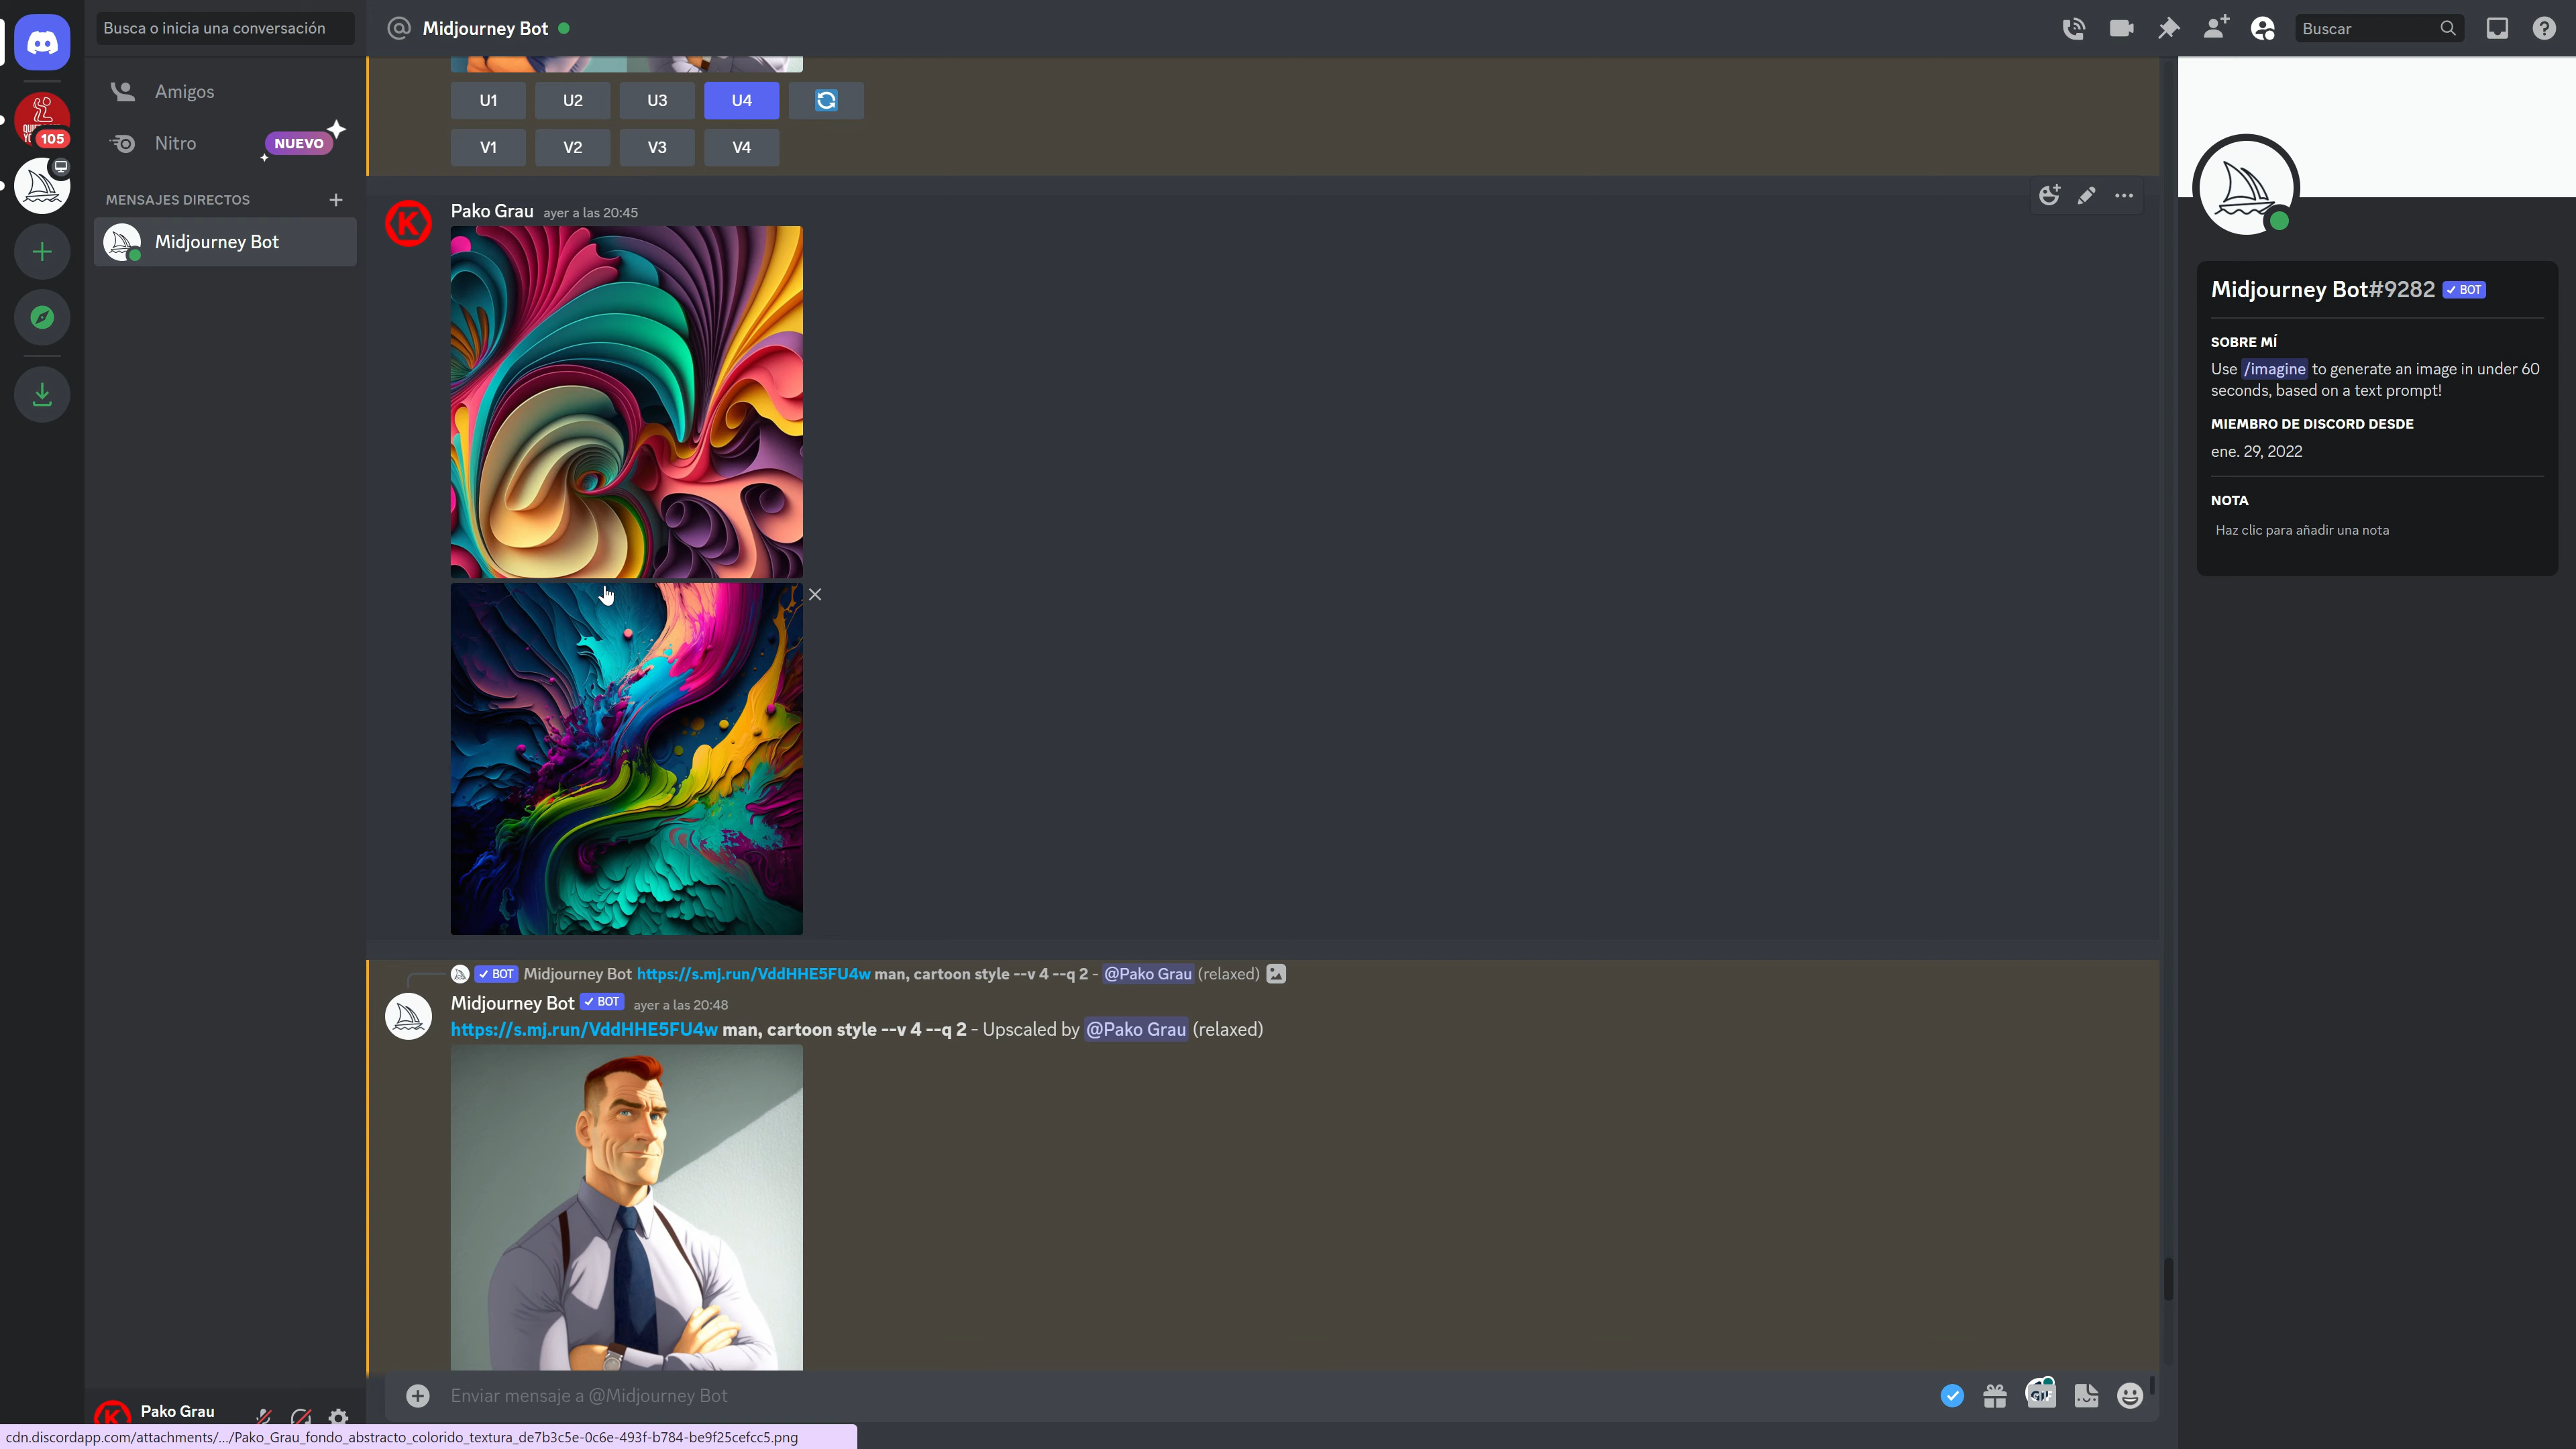 Busca o inicia una conversación
Midjourney Bot
Buscar
Amigos
Nitro
NUEVO
105
MENSAJES DIRECTOS
Midjourney Bot
U1 U2 U3 U4
V1 V2 V3 V4
Pako Grau ayer a las 20:45
K
Midjourney Bot#9282 BOT
SOBRE MÍ
Use /imagine to generate an image in under 60
seconds, based on a text prompt!
MIEMBRO DE DISCORD DESDE
ene. 29, 2022
NOTA
Haz clic para añadir una nota
BOT Midjourney Bot https://s.mj.run/VddHHE5FU4w man, cartoon style --v 4 --q 2 - @Pako Grau (relaxed)
Midjourney Bot BOT ayer a las 20:48
https://s.mj.run/VddHHE5FU4w man, cartoon style --v 4 --q 2 - Upscaled by @Pako Grau (relaxed)
Enviar mensaje a @Midjourney Bot
GIF
K
Pako Grau
cdn.discordapp.com/attachments/.../Pako_Grau_fondo_abstracto_colorido_textura_de7b3c5e-0c6e-493f-b784-be9f25cefcc5.png